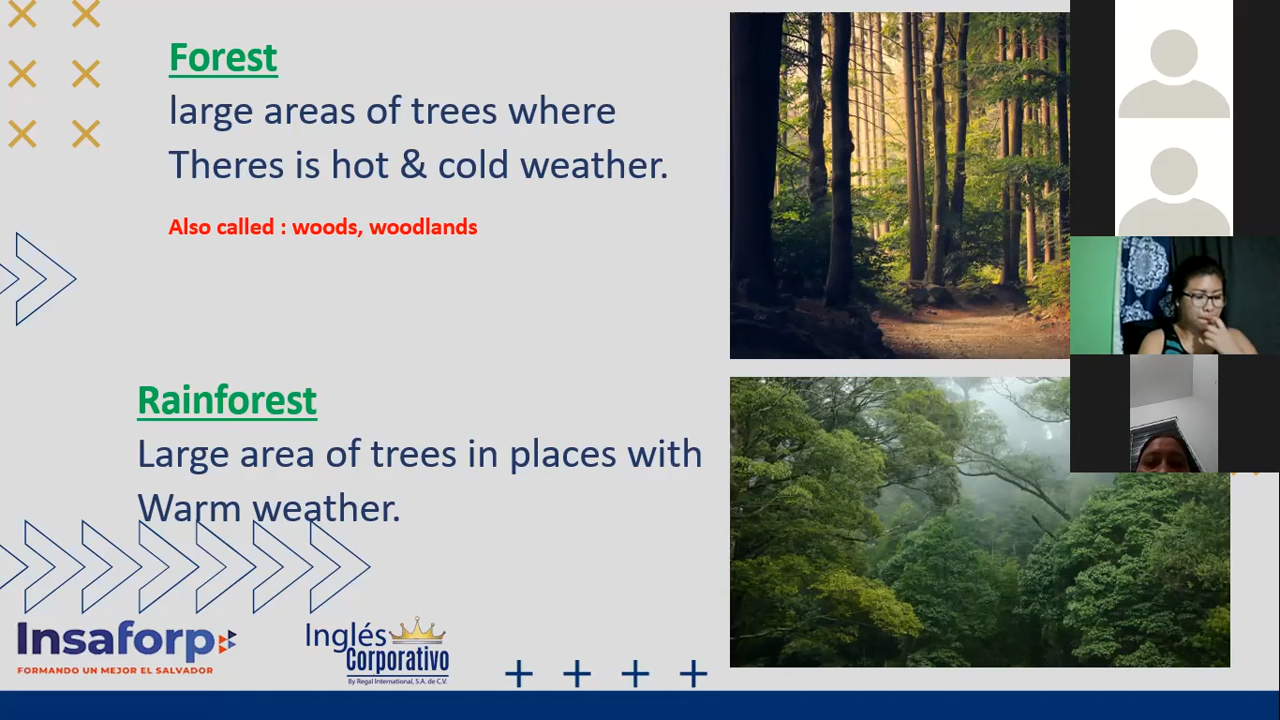 Forest
large areas of trees where
Theres is hot & cold weather.
Also called : woods, woodlands
Rainforest
Large area of trees in places with
Warm weather.
Insaforp
FORMANDO UN MEJOR EL SALVADOR
Inglés
Corporativo
By Regal International, S.A. de C.V.